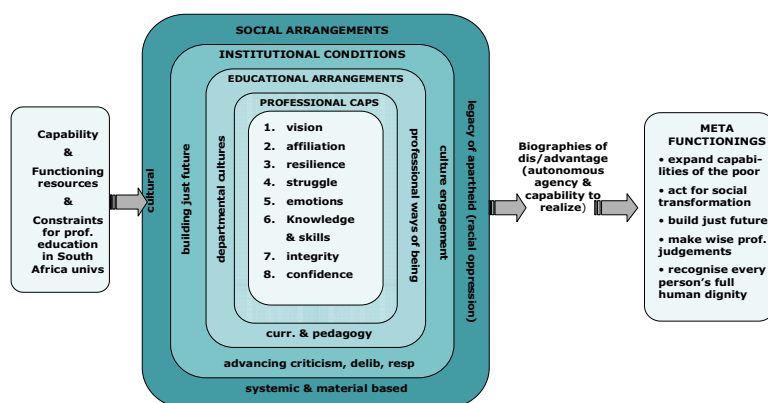 SOCIAL ARRANGEMENTS
INSTITUTIONAL CONDITIONS
EDUCATIONAL ARRANGEMENTS
PROFESSIONAL CAPS
1. vision
2. affiliation
3. resilience
4. struggle
5. emotions
6. Knowledge
& skills
7. integrity
8. confidence
Capability
&
Functioning
resources
&
Constraints
for prof.
education
in South
Africa univs
cultural
building just future
departmental cultures
professional ways of being
culture engagement
legacy of apartheid (racial oppression)
curr. & pedagogy
advancing criticism, delib, resp
systemic & material based
Biographies of
dis/advantage
(autonomous
agency &
capability to
realize)
META
FUNCTIONINGS
• expand capabi-
lities of the poor
• act for social
transformation
• build just future
• make wise prof.
judgements
• recognise every
person's full
human dignity